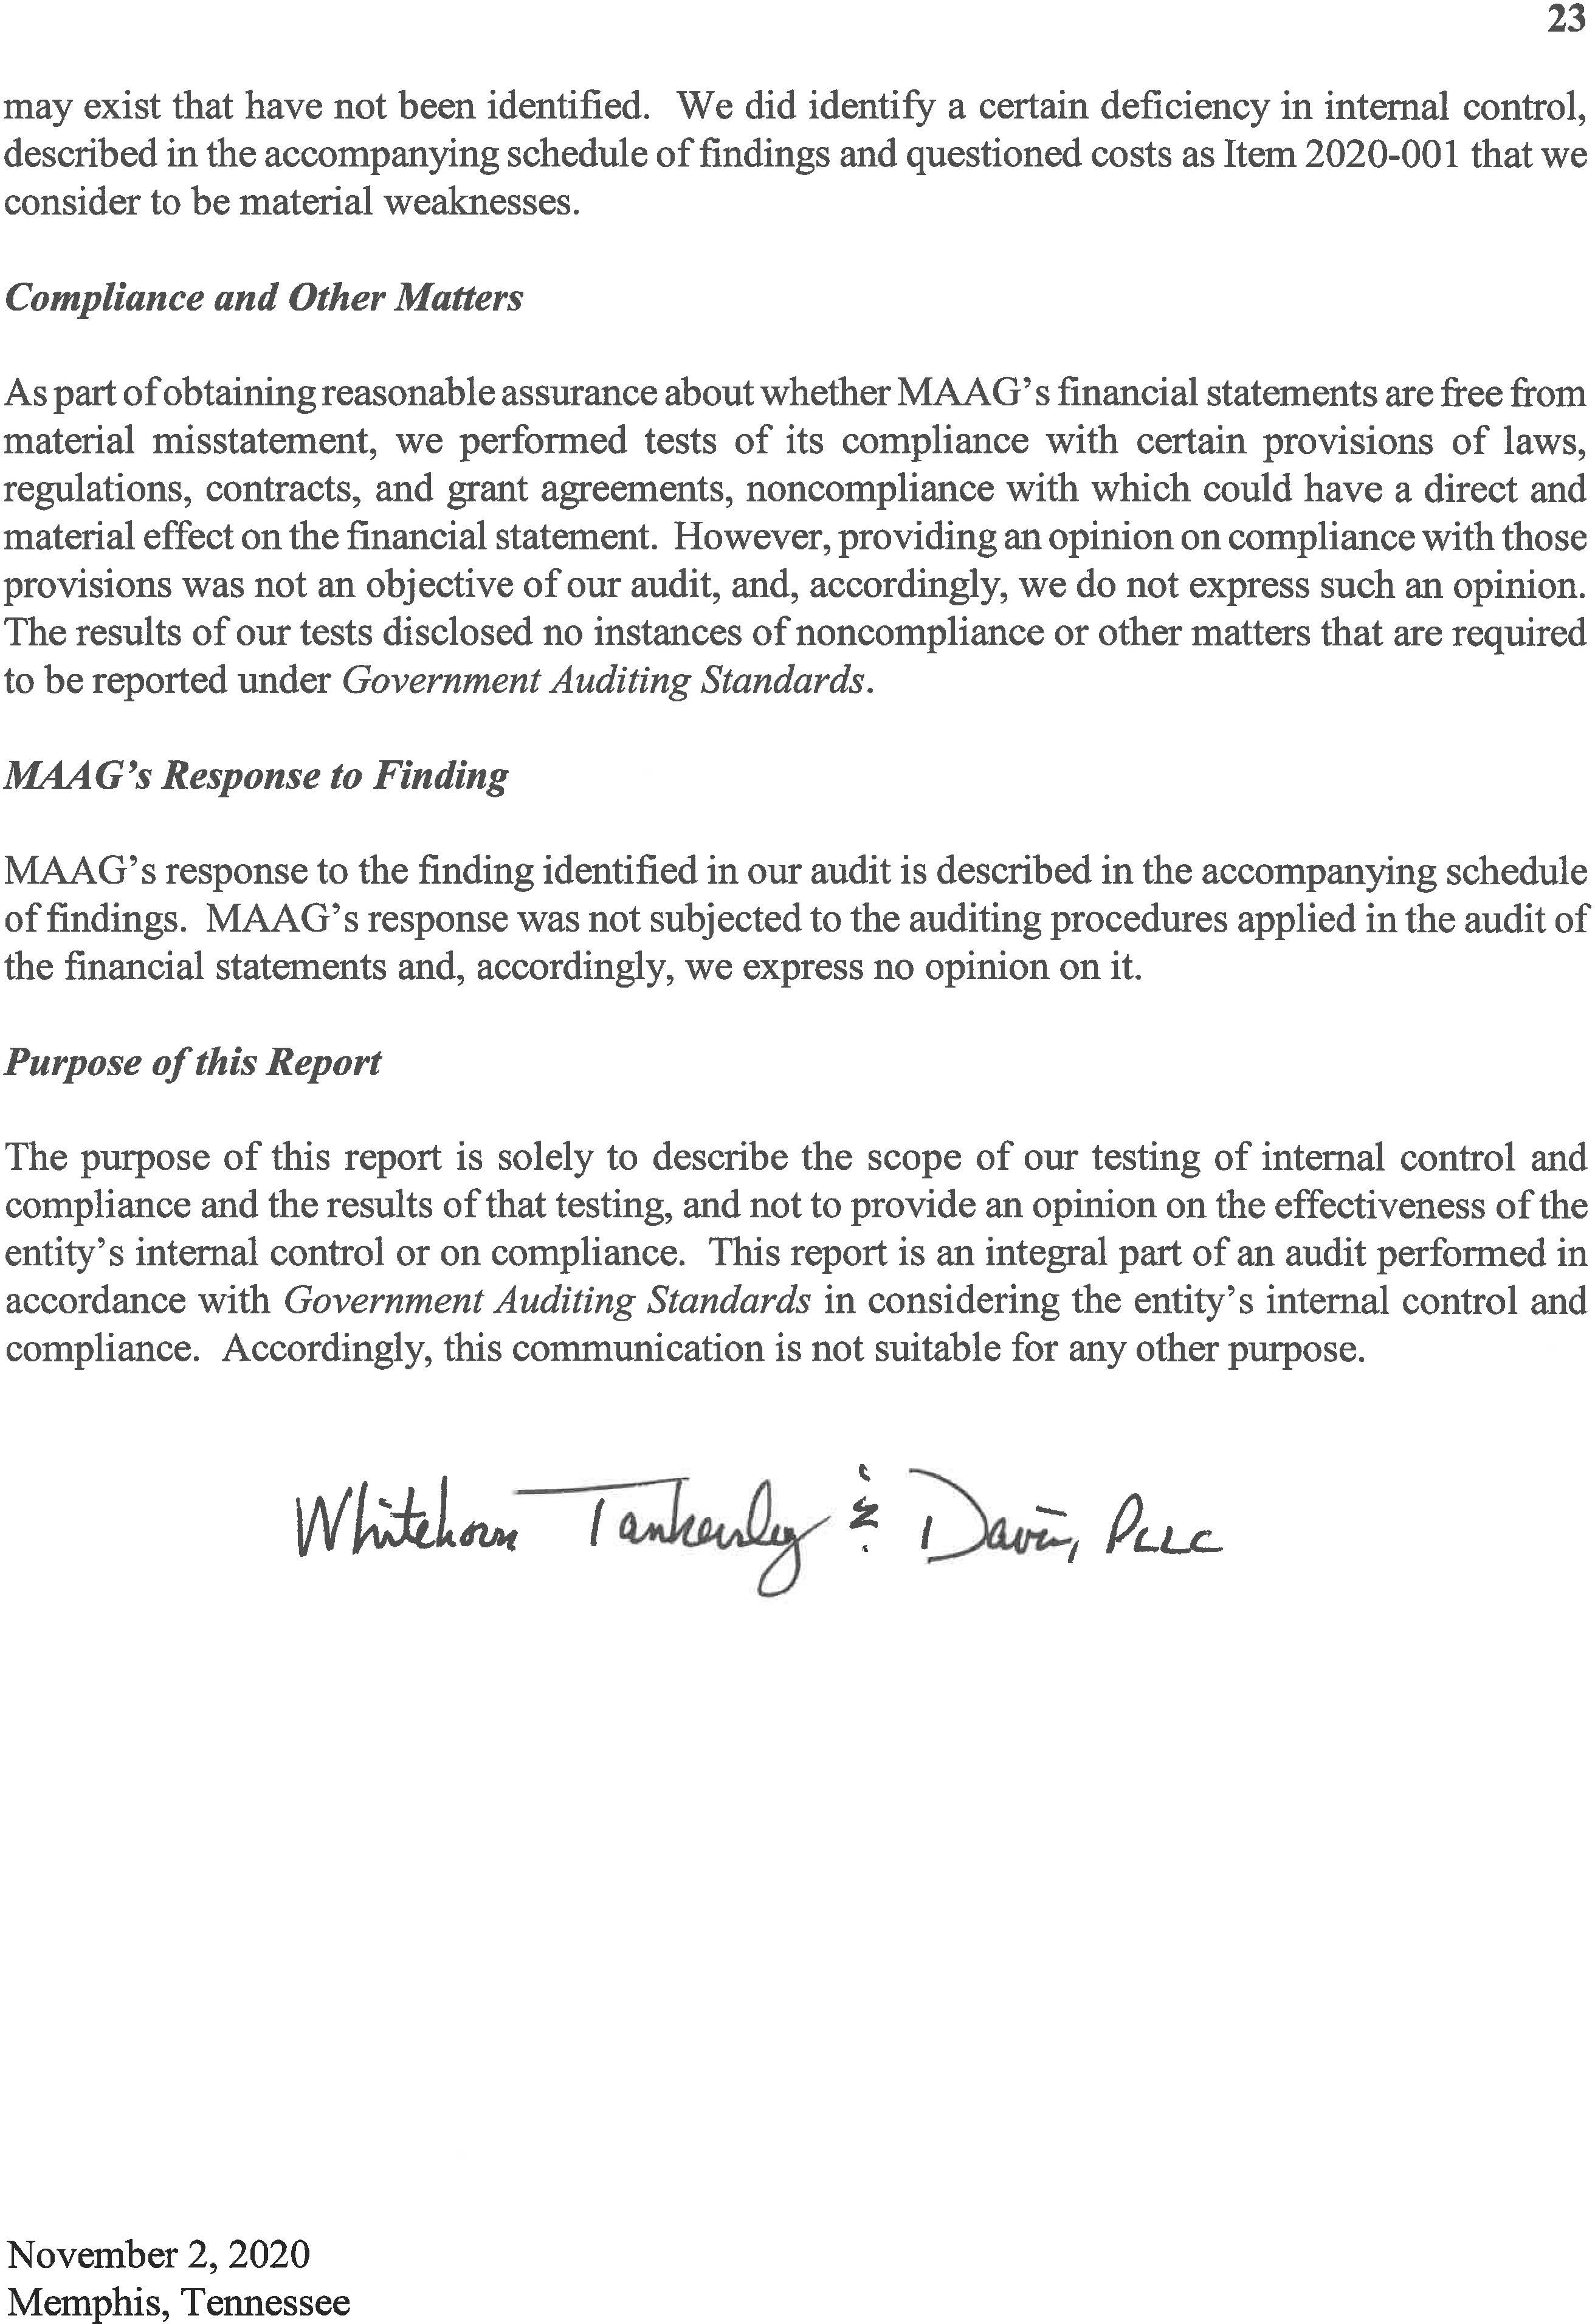 23
may exist that have not been identified. We did identify a certain deficiency in internal control,
described in the accompanying schedule of findings and questioned costs as Item 2020-001 that we
consider to be material weaknesses.
Compliance and Other Matters
As part of obtaining reasonable assurance about whether MAAG's financial statements are free from
material misstatement, we performed tests of its compliance with certain provisions of laws,
regulations, contracts, and grant agreements, noncompliance with which could have a direct and
material effect on the financial statement. However, providing an opinion on compliance with those
provisions was not an objective of our audit, and, accordingly, we do not express such an opinion.
The results of our tests disclosed no instances of noncompliance or other matters that are required
to be reported under Government Auditing Standards.
MAAG's Response to Finding
MAAG's response to the finding identified in our audit is described in the accompanying schedule
of findings. MAAG's response was not subjected to the auditing procedures applied in the audit of
the financial statements and, accordingly, we express no opinion on it.
Purpose of this Report
The purpose of this report is solely to describe the scope of our testing of internal control and
compliance and the results of that testing, and not to provide an opinion on the effectiveness of the
entity's internal control or on compliance. This report is an integral part of an audit performed in
accordance with Government Auditing Standards in considering the entity's internal control and
compliance. Accordingly, this communication is not suitable for any other purpose.
Whitehorn Tankersley & Davis, PLLC
November 2, 2020
Memphis, Tennessee